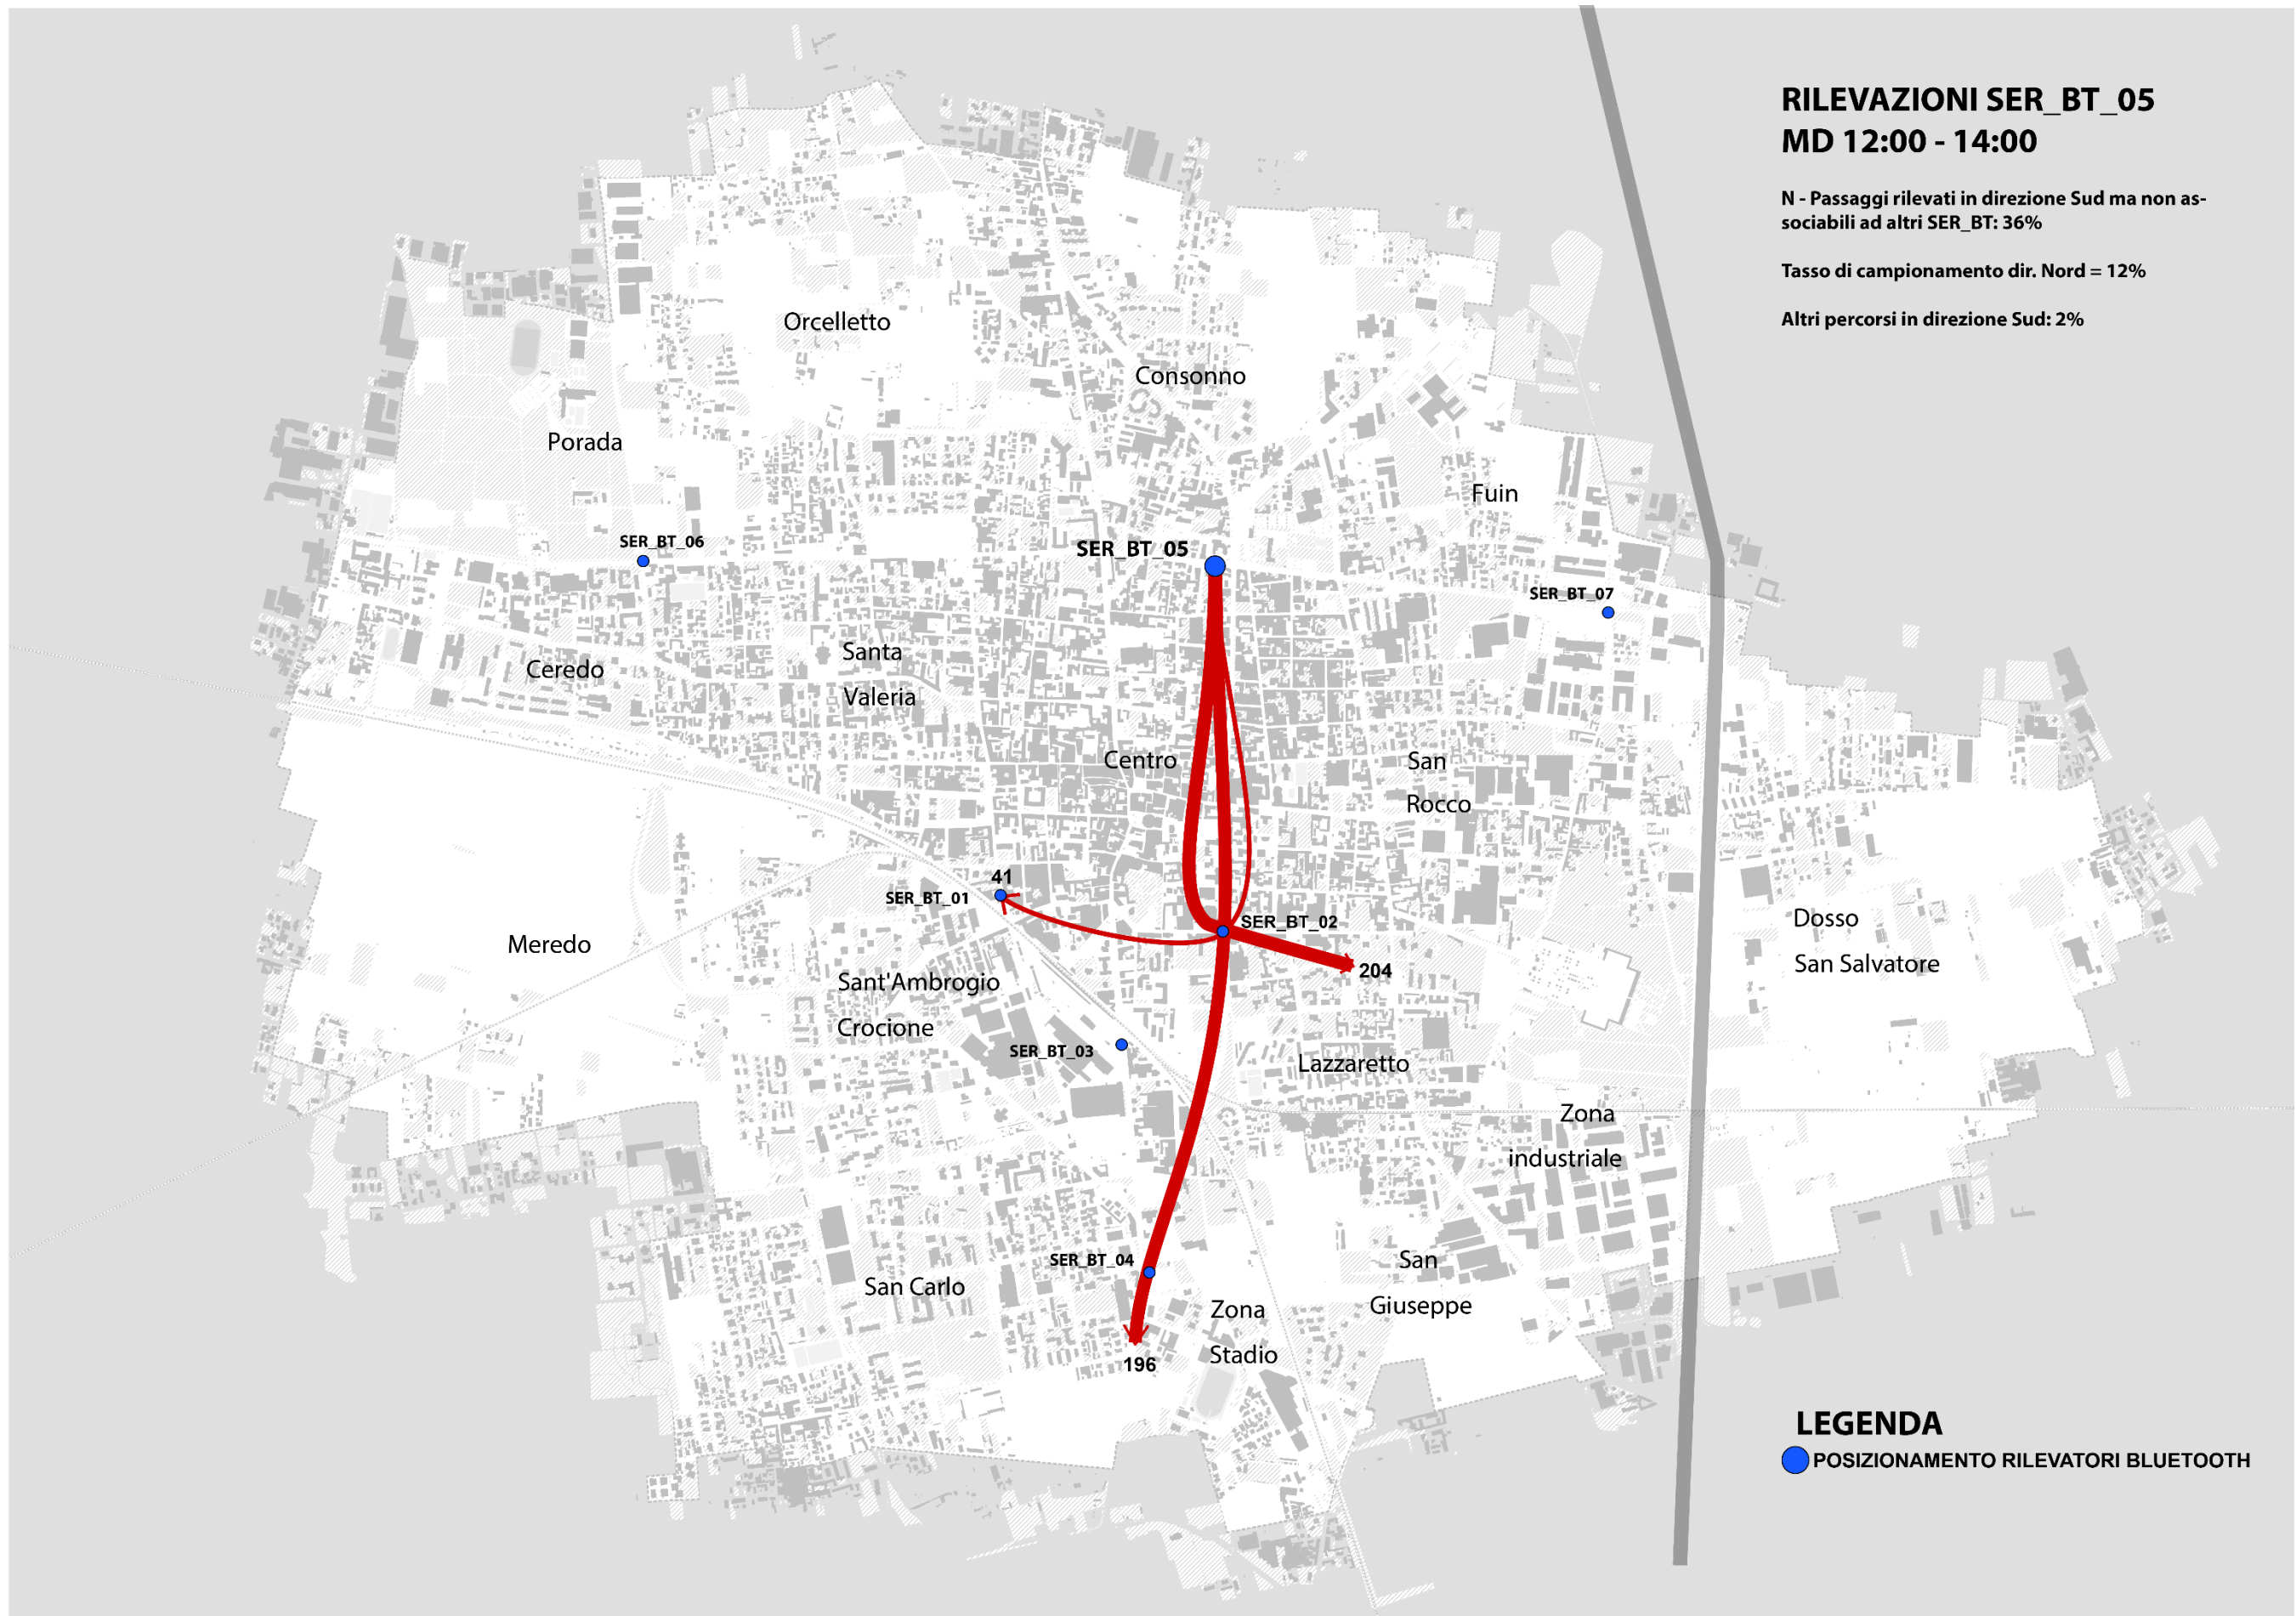 RILEVAZIONI SER_BT_05
MD 12:00 - 14:00
N - Passaggi rilevati in direzione Sud ma non as-
sociabili ad altri SER_BT: 36%
Tasso di campionamento dir. Nord = 12%
Altri percorsi in direzione Sud: 2%
Orcelletto
Consonno
Porada
Fuin
SER_BT_06
SER_BT_05
SER_BT_07
Santa
Valeria
Ceredo
Centro
San
Rocco
41
SER_BT_01
SER_BT_02
Dosso
San Salvatore
Meredo
204
Sant'Ambrogio
Crocione
SER_BT_03
Lazzaretto
Zona
industriale
SER_BT_04
San
Giuseppe
San Carlo
Zona
Stadio
196
LEGENDA
POSIZIONAMENTO RILEVATORI BLUETOOTH